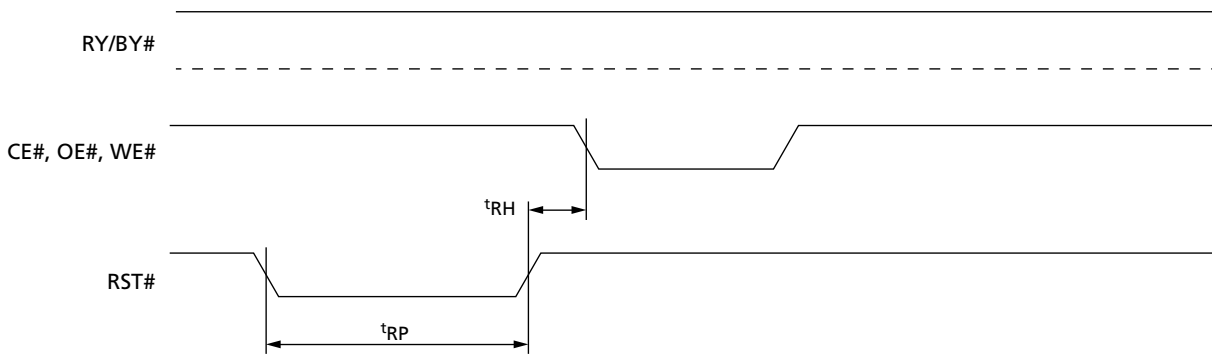 RY/BY#
CE#, OE#, WE#
tRH
RST#
tRP